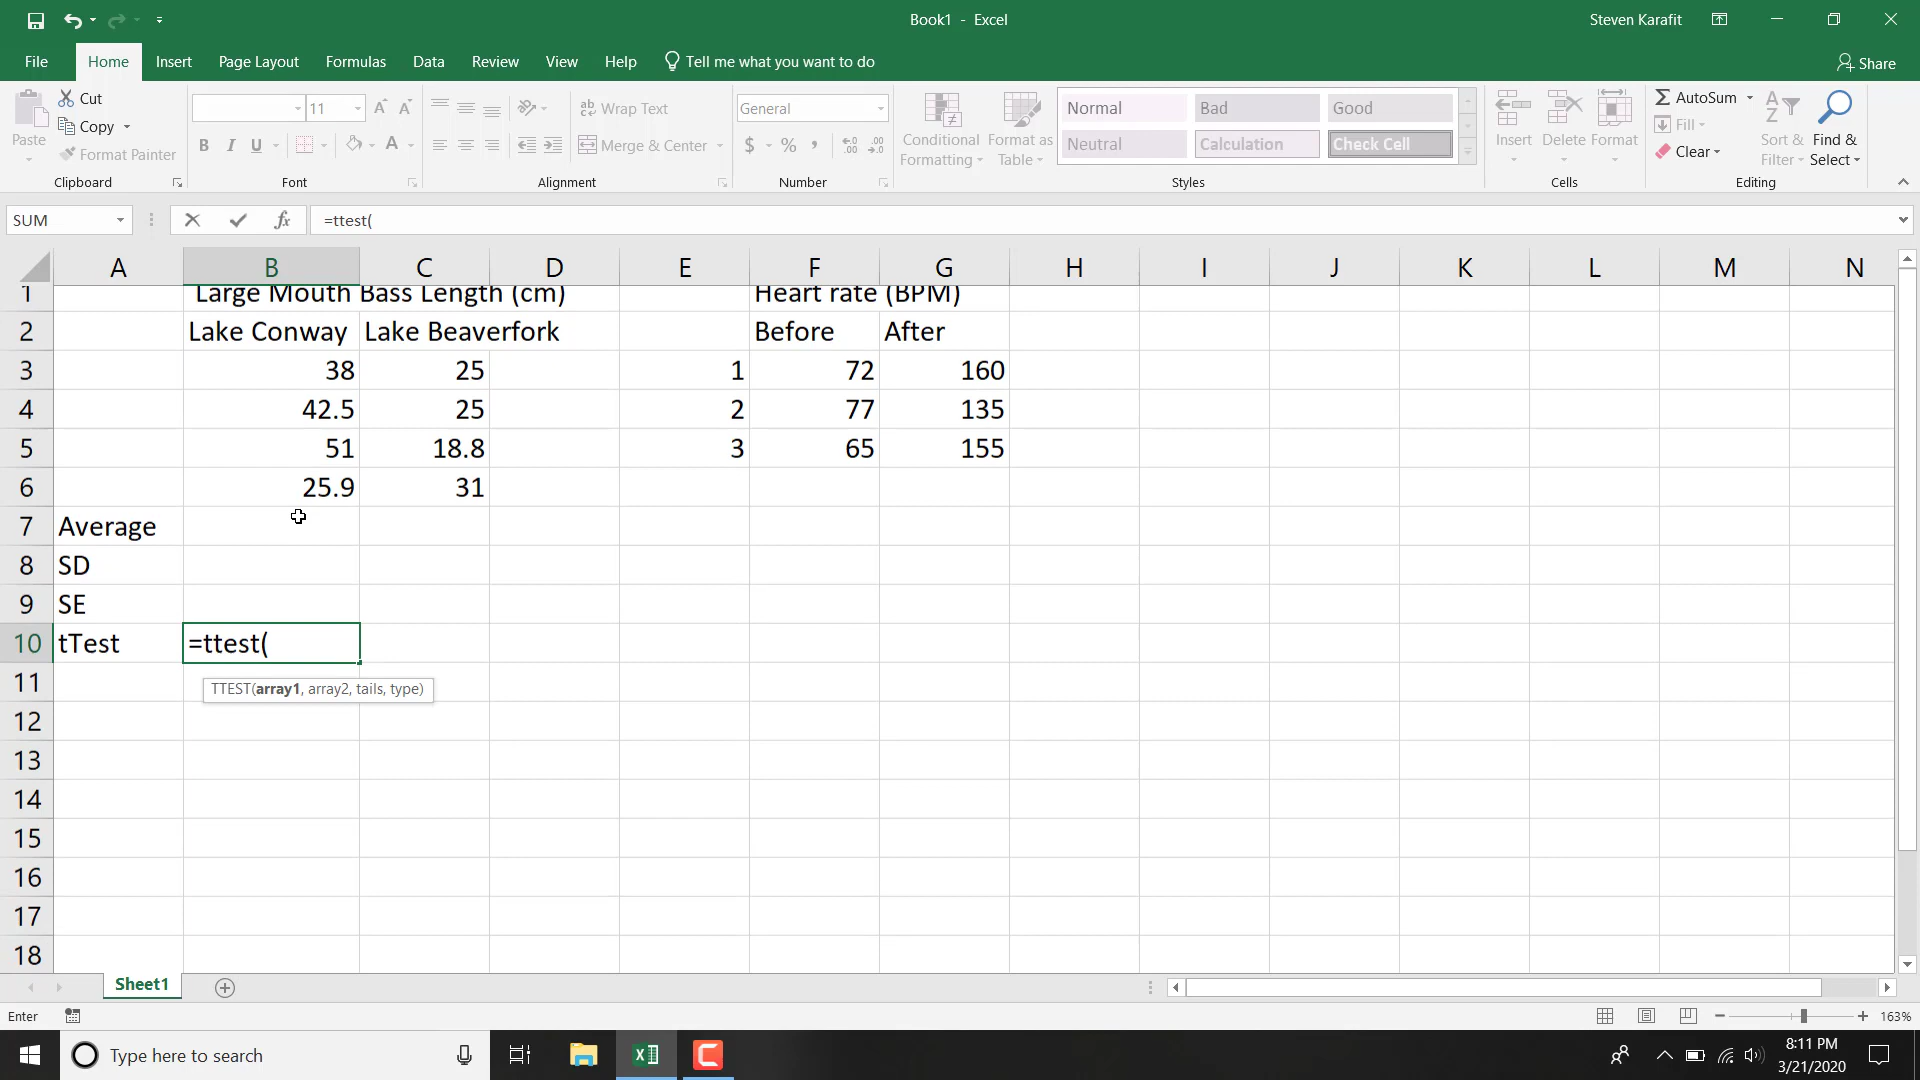 Book1 - Excel
Steven Karafit
File Home Insert Page Layout Formulas Data Review View Help Tell me what you want to do
Share
Paste
Cut
Copy
Format Painter
Clipboard
11
A A
B I U A
Font
Wrap Text
Merge & Center
Alignment
General
$ % ,
Number
Conditional Formatting
Format as Table
Normal Bad Good
Neutral Calculation Check Cell
Styles
Insert Delete Format
Cells
AutoSum
Fill
Clear
Sort & Filter
Find & Select
Editing
SUM
fx
=ttest(
A B C D E F G H I J K L M N
1 Large Mouth Bass Length (cm) Heart rate (BPM)
2 Lake Conway Lake Beaverfork Before After
3 38 25 1 72 160
4 42.5 25 2 77 135
5 51 18.8 3 65 155
6 25.9 31
7 Average
8 SD
9 SE
10 tTest =ttest(
TTEST(array1, array2, tails, type)
11
12
13
14
15
16
17
18
Sheet1
Enter
163%
Type here to search
8:11 PM
3/21/2020